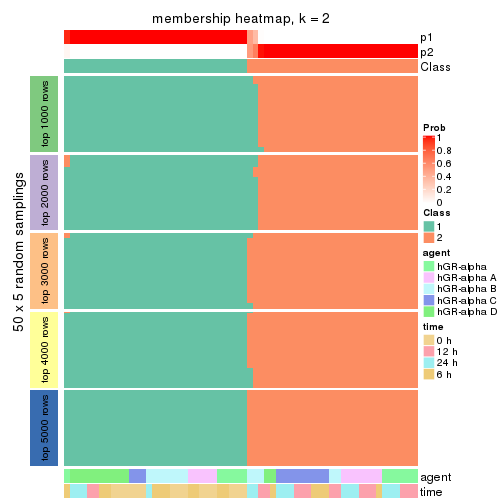 membership heatmap, k = 2
p1
p2
Class
50 x 5 random samplings
top 1000 rows
top 2000 rows
top 3000 rows
top 4000 rows
top 5000 rows
Prob
1
0.8
0.6
0.4
0.2
0
Class
1
2
agent
hGR-alpha
hGR-alpha A
hGR-alpha B
hGR-alpha C
hGR-alpha D
time
0 h
12 h
24 h
6 h
agent
time